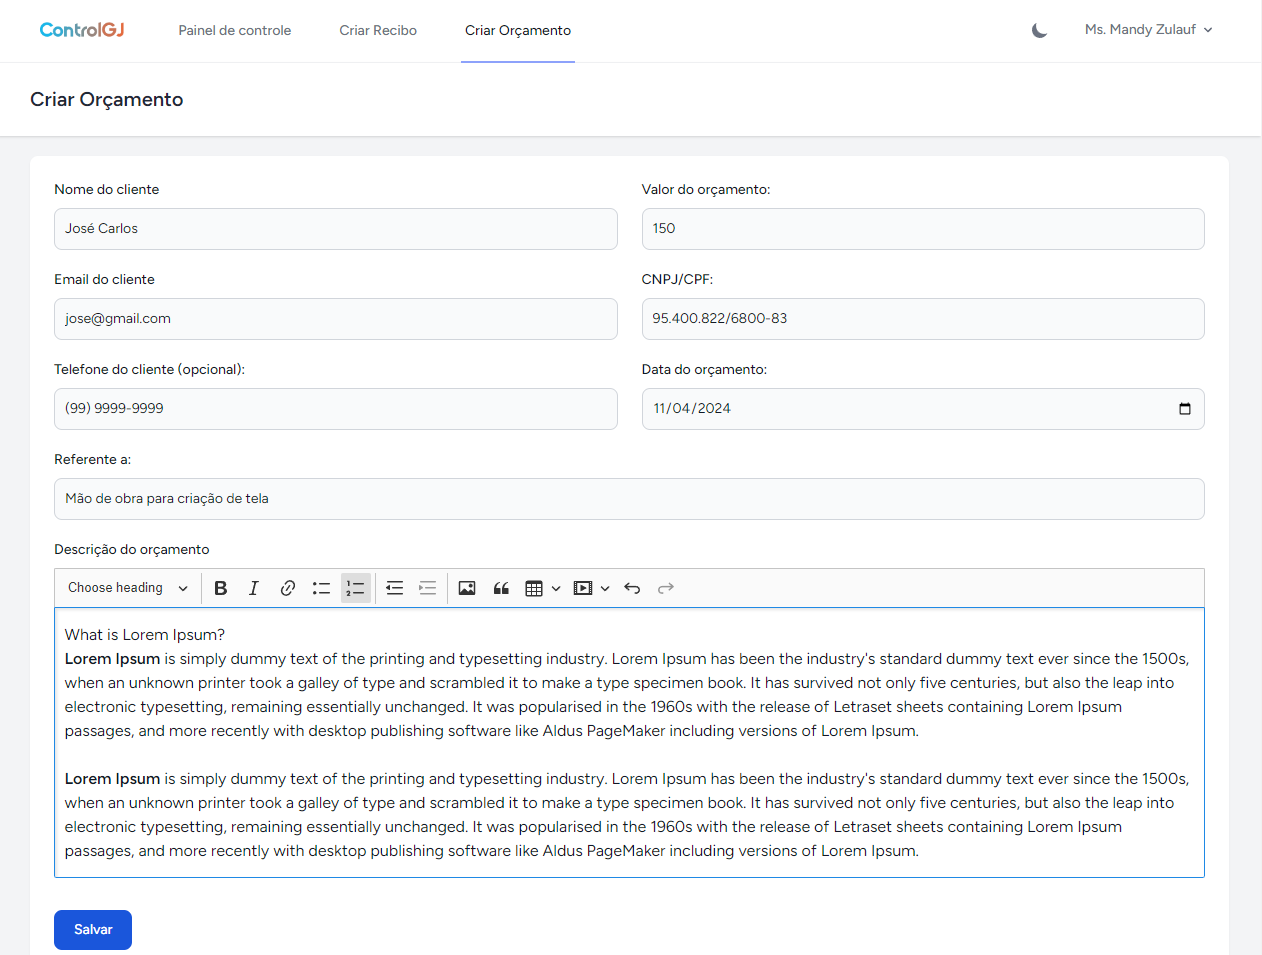 ControlGJ Painel de controle Criar Recibo Criar Orçamento Ms. Mandy Zulauf
Criar Orçamento
Nome do cliente
José Carlos
Valor do orçamento:
150
Email do cliente
jose@gmail.com
CNPJ/CPF:
95.400.822/6800-83
Telefone do cliente (opcional):
(99) 9999-9999
Data do orçamento:
11/04/2024
Referente a:
Mão de obra para criação de tela
Descrição do orçamento
Choose heading
What is Lorem Ipsum?
Lorem Ipsum is simply dummy text of the printing and typesetting industry. Lorem Ipsum has been the industry's standard dummy text ever since the 1500s,
when an unknown printer took a galley of type and scrambled it to make a type specimen book. It has survived not only five centuries, but also the leap into
electronic typesetting, remaining essentially unchanged. It was popularised in the 1960s with the release of Letraset sheets containing Lorem Ipsum
passages, and more recently with desktop publishing software like Aldus PageMaker including versions of Lorem Ipsum.
Lorem Ipsum is simply dummy text of the printing and typesetting industry. Lorem Ipsum has been the industry's standard dummy text ever since the 1500s,
when an unknown printer took a galley of type and scrambled it to make a type specimen book. It has survived not only five centuries, but also the leap into
electronic typesetting, remaining essentially unchanged. It was popularised in the 1960s with the release of Letraset sheets containing Lorem Ipsum
passages, and more recently with desktop publishing software like Aldus PageMaker including versions of Lorem Ipsum.
Salvar